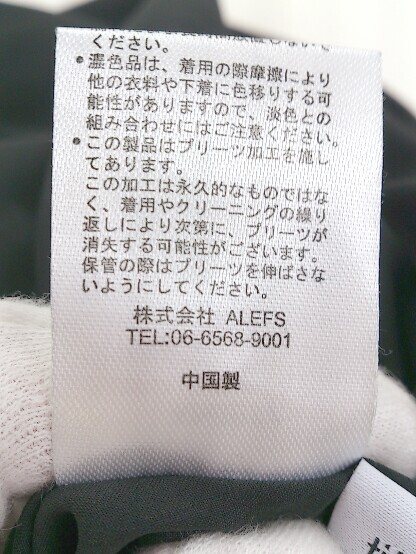 ください。
●濃色品は、着用の際摩擦により
他の衣料や下着に色移りする可
能性がありますので、淡色との
組み合わせにはご注意ください。
●この製品はプリーツ加工を施し
てあります。
この加工は永久的なものではな
く、着用やクリーニングの繰り
返しにより次第に、プリーツが
消失する可能性がございます。
保管の際はプリーツを伸ばさな
いようにしてください。
株式会社 ALEFS
TEL:06-6568-9001
中国製